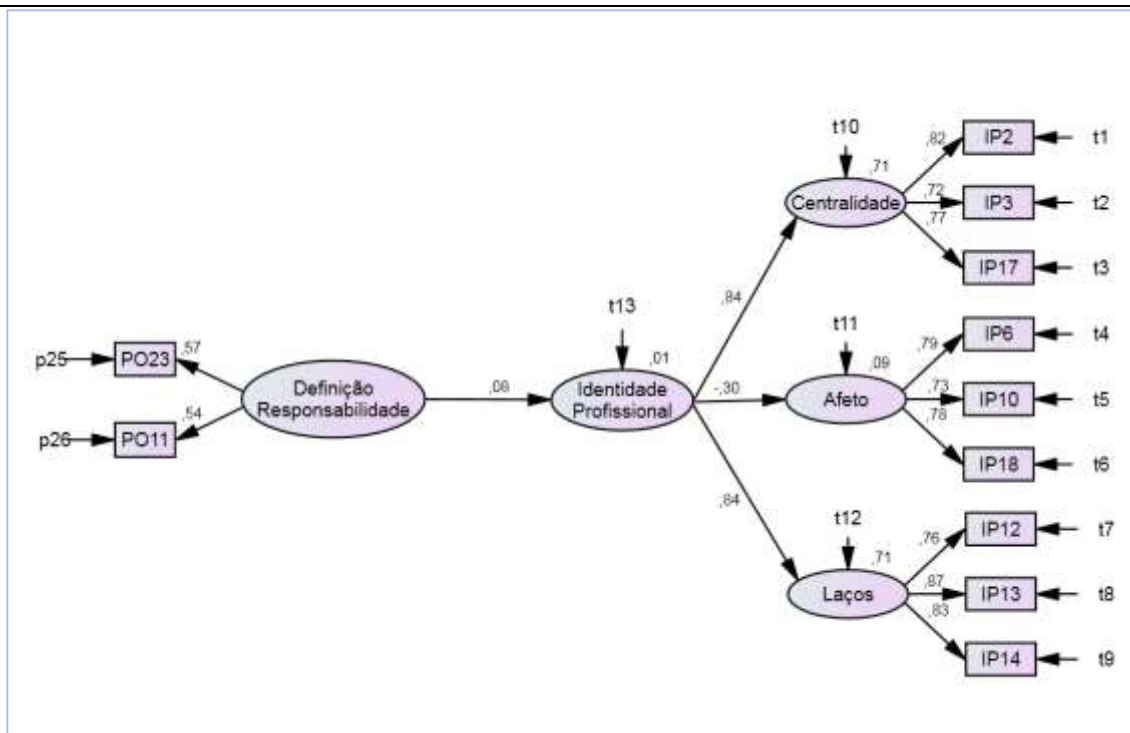 t10
,71
Centralidade
,82
IP2
t1
,72
IP3
t2
,77
IP17
t3
t13
,01
,84
t11
,09
,79
IP6
t4
p25
PO23
,57
Definição
Responsabilidade
,08
Identidade
Profissional
-,30
Afeto
,73
IP10
t5
p26
PO11
,54
,78
IP18
t6
,84
t12
,71
Laços
,76
IP12
t7
,87
IP13
t8
,83
IP14
t9